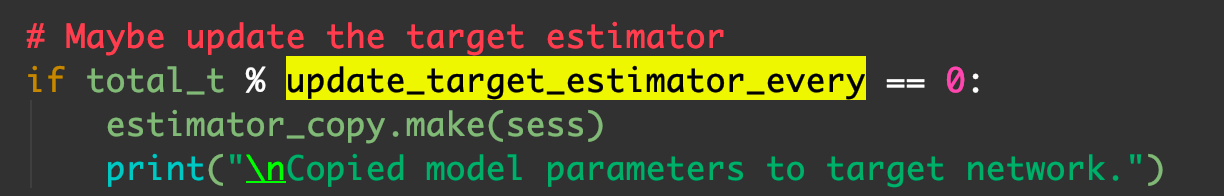 # Maybe update the target estimator
if total_t % update_target_estimator_every == 0:
    estimator_copy.make(sess)
    print("\nCopied model parameters to target network.")